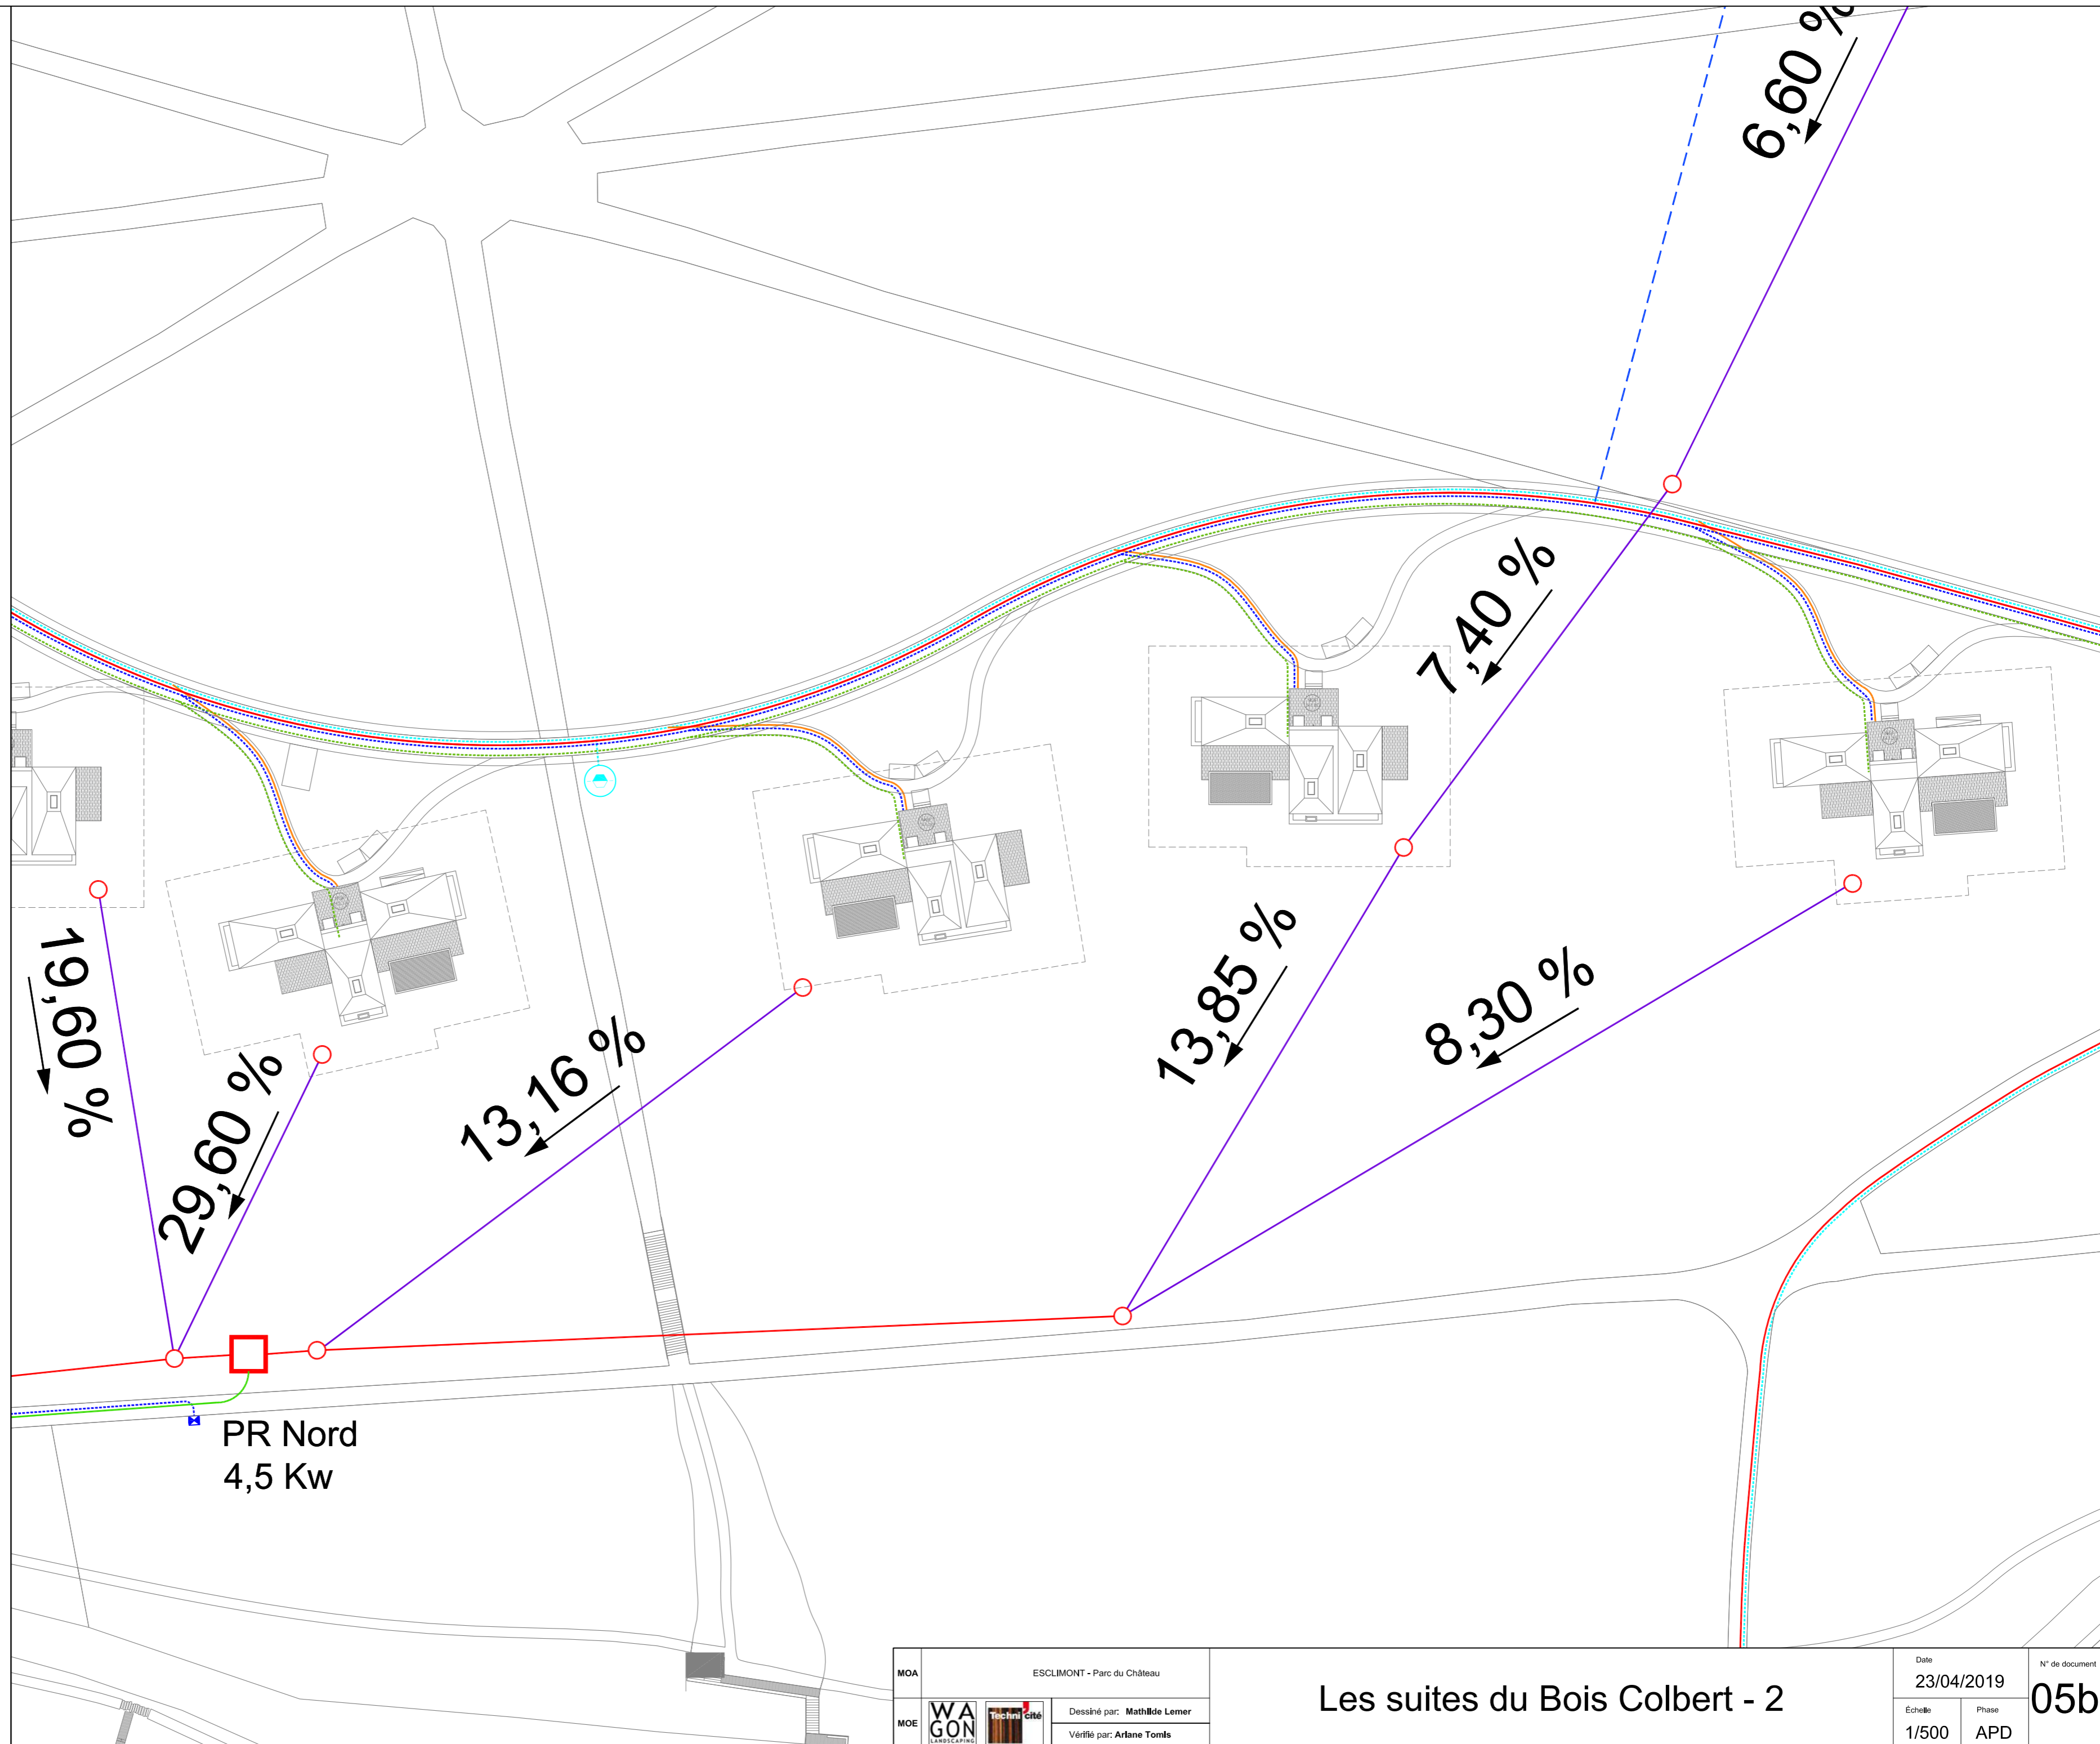 6,60 %
7,40 %
19,60 %
29,60 %
13,16 %
13,85 %
8,30 %
PR Nord
4,5 Kw
MOA
ESCLIMONT - Parc du Château
MOE
WA
GON
LANDSCAPING
Techni'cité
Dessiné par: Mathilde Lemer
Vérifié par: Ariane Tomis
Les suites du Bois Colbert - 2
Date
23/04/2019
Échelle
1/500
Phase
APD
N° de document
05b